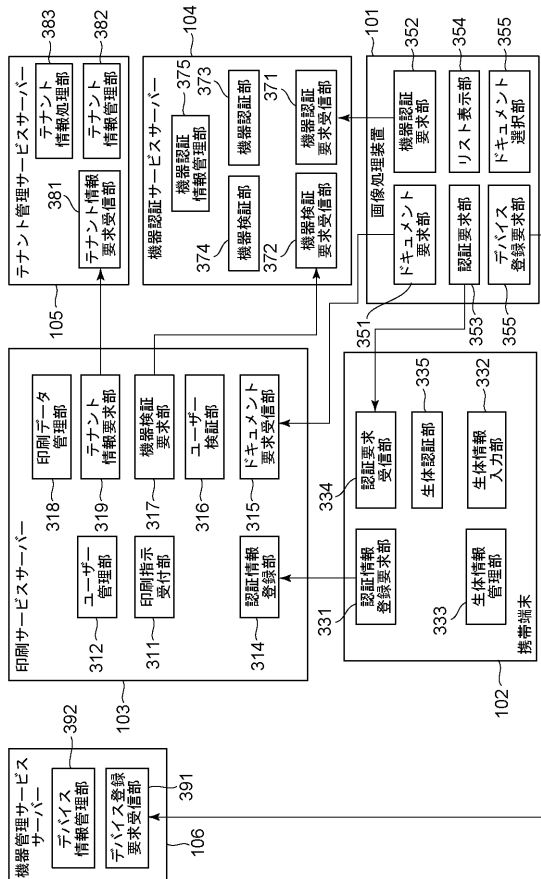 機器管理サービス
サーバー
392
デバイス
情報管理部
デバイス登録
要求受信部
391
106
印刷サービスサーバー
103
ユーザー
管理部
312
印刷指示
受付部
311
認証情報
登録部
314
印刷データ
管理部
318
テナント
情報要求部
319
機器検証
要求部
317
ユーザー
検証部
316
ドキュメント
要求受信部
315
テナント管理サービスサーバー
105
381
テナント情報
要求受信部
テナント
情報処理部
383
テナント
情報管理部
382
機器認証サービスサーバー
104
機器認証
情報管理部
375
機器検証部
374
機器認証部
373
機器検証
要求受信部
372
機器認証
要求受信部
371
携帯端末
102
認証情報
登録要求部
331
認証要求
受信部
334
生体認証部
335
生体情報
管理部
333
生体情報
入力部
332
画像処理装置
101
ドキュメント
要求部
351
機器認証
要求部
352
認証要求部
353
リスト表示部
354
デバイス
登録要求部
355
ドキュメント
選択部
355